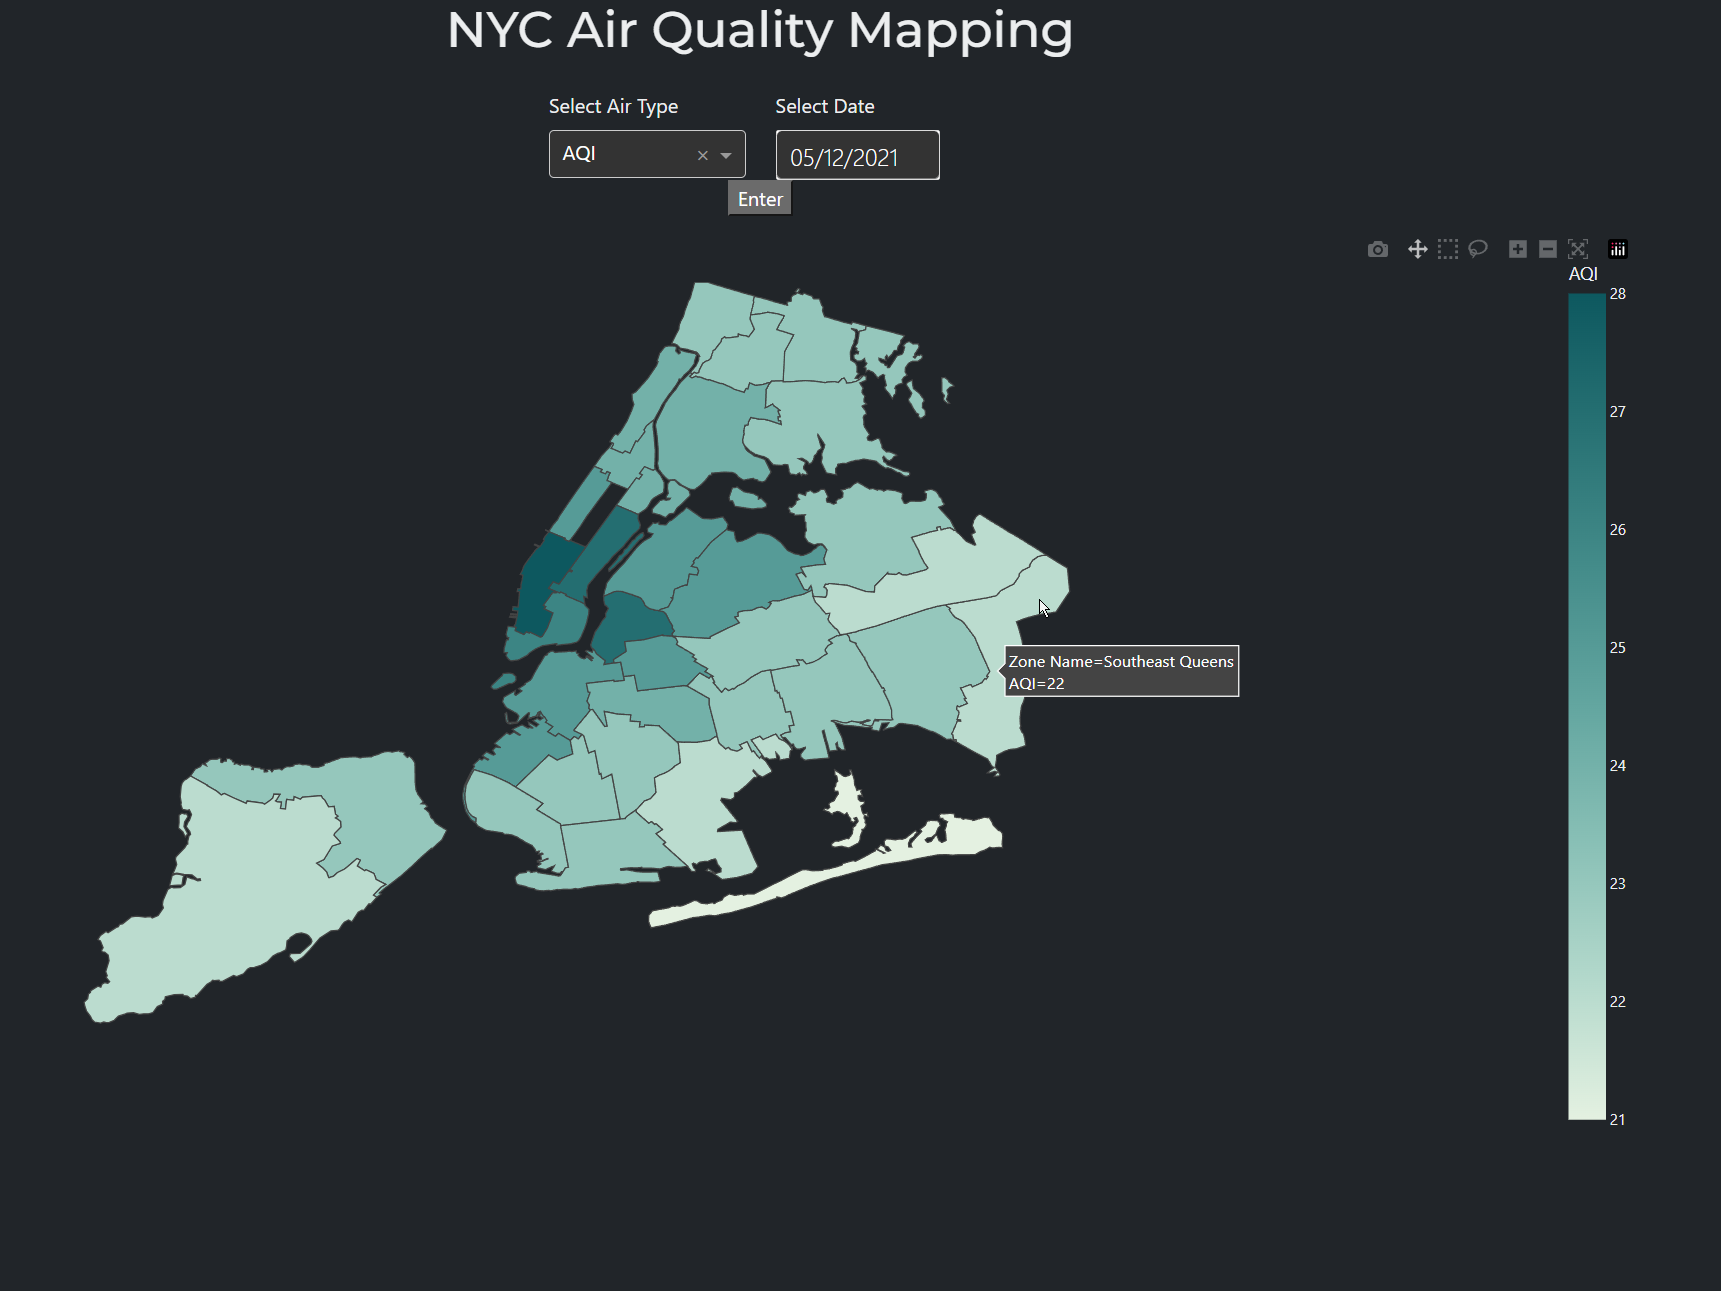 NYC Air Quality Mapping
Select Air Type
Select Date
AQI
×
05/12/2021
Enter
AQI
28
27
26
25
24
23
22
21
Zone Name=Southeast Queens
AQI=22